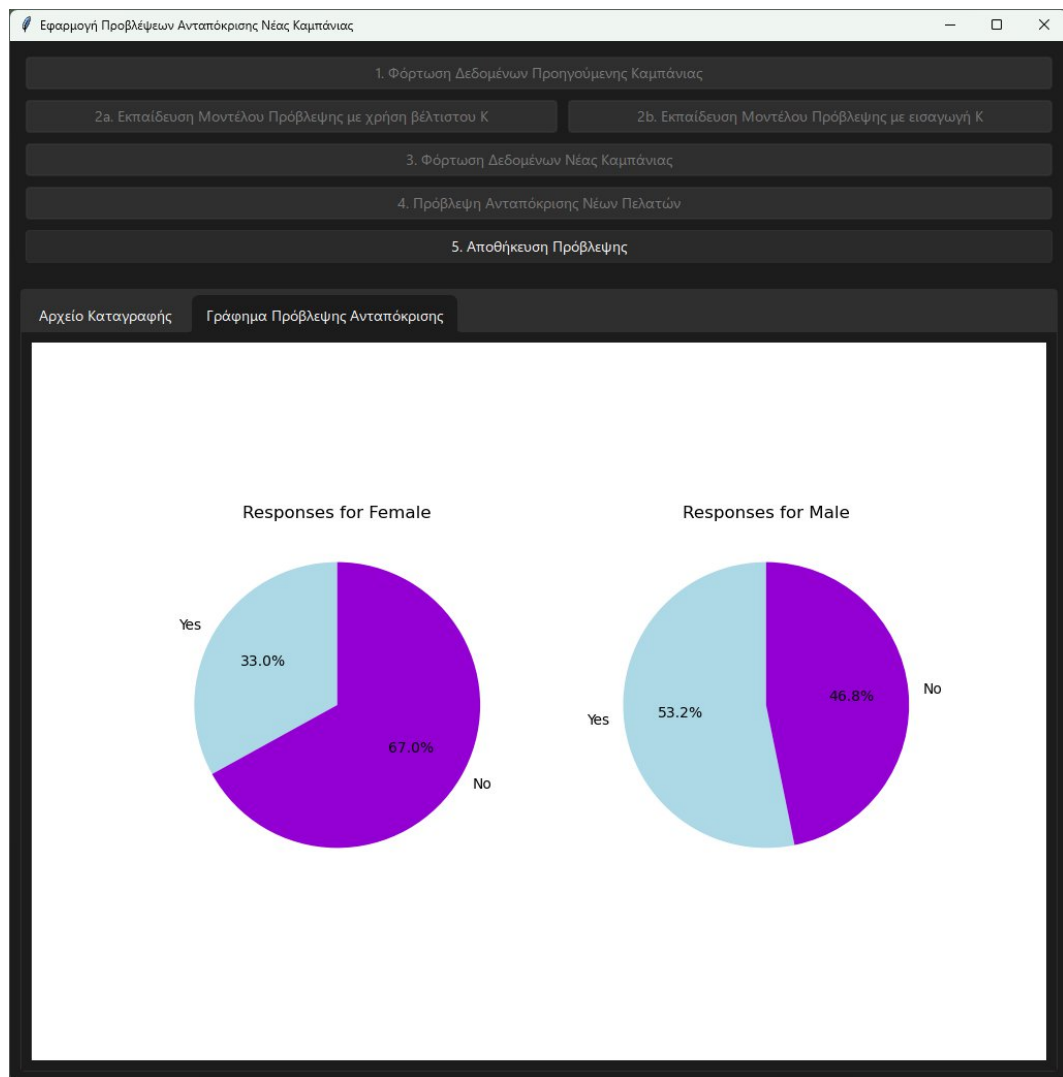 Εφαρμογή Προβλέψεων Ανταπόκρισης Νέας Καμπάνιας
1. Φόρτωση Δεδομένων Προηγούμενης Καμπάνιας
2a. Εκπαίδευση Μοντέλου Πρόβλεψης με χρήση βέλτιστου Κ
2b. Εκπαίδευση Μοντέλου Πρόβλεψης με εισαγωγή Κ
3. Φόρτωση Δεδομένων Νέας Καμπάνιας
4. Πρόβλεψη Ανταπόκρισης Νέων Πελατών
5. Αποθήκευση Πρόβλεψης
Αρχείο Καταγραφής
Γράφημα Πρόβλεψης Ανταπόκρισης
Responses for Female
Yes
33.0%
67.0%
No
Responses for Male
46.8%
No
53.2%
Yes